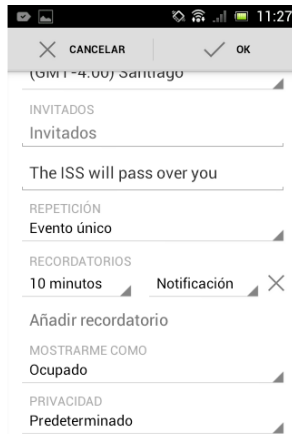 11:27
CANCELAR
OK
(GMT-4:00) Santiago
INVITADOS
Invitados
The ISS will pass over you
REPETICIÓN
Evento único
RECORDATORIOS
10 minutos Notificación
Añadir recordatorio
MOSTRARME COMO
Ocupado
PRIVACIDAD
Predeterminado